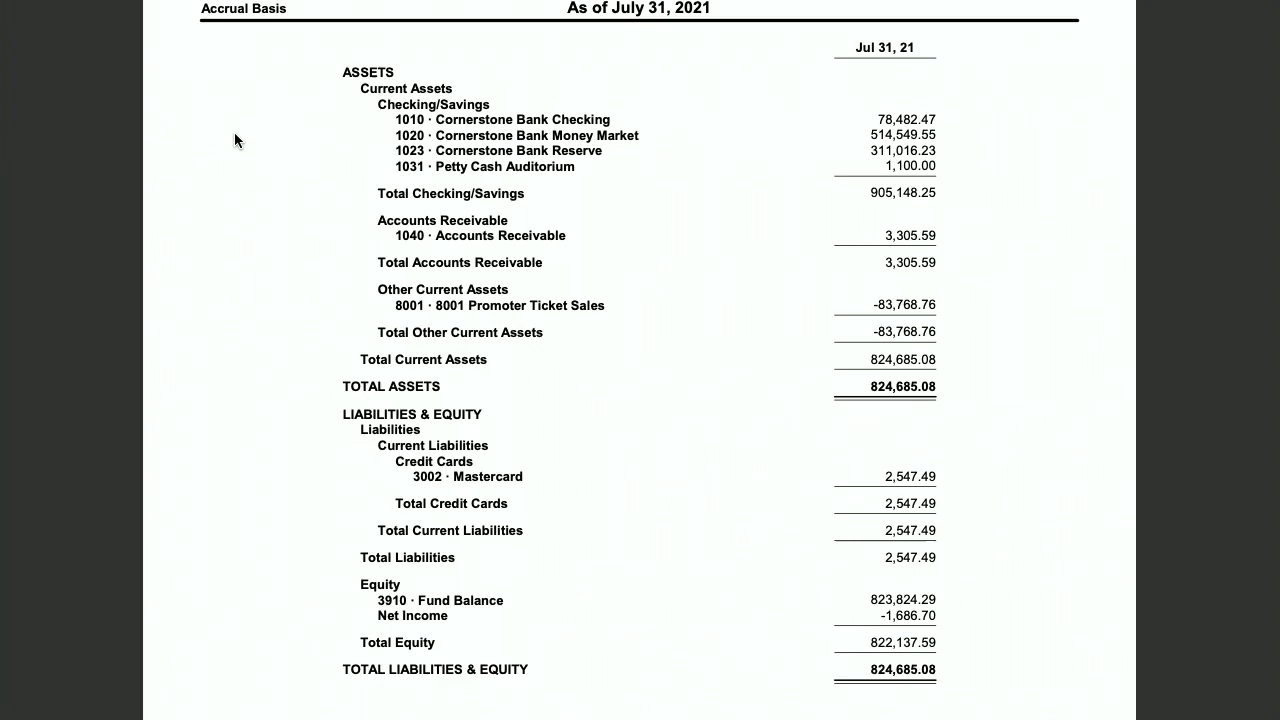 Accrual Basis As of July 31, 2021
Jul 31, 21
ASSETS
Current Assets
Checking/Savings
1010 · Cornerstone Bank Checking 78,482.47
1020 · Cornerstone Bank Money Market 514,549.55
1023 · Cornerstone Bank Reserve 311,016.23
1031 · Petty Cash Auditorium 1,100.00
Total Checking/Savings 905,148.25
Accounts Receivable
1040 · Accounts Receivable 3,305.59
Total Accounts Receivable 3,305.59
Other Current Assets
8001 · 8001 Promoter Ticket Sales -83,768.76
Total Other Current Assets -83,768.76
Total Current Assets 824,685.08
TOTAL ASSETS 824,685.08
LIABILITIES & EQUITY
Liabilities
Current Liabilities
Credit Cards
3002 · Mastercard 2,547.49
Total Credit Cards 2,547.49
Total Current Liabilities 2,547.49
Total Liabilities 2,547.49
Equity
3910 · Fund Balance 823,824.29
Net Income -1,686.70
Total Equity 822,137.59
TOTAL LIABILITIES & EQUITY 824,685.08